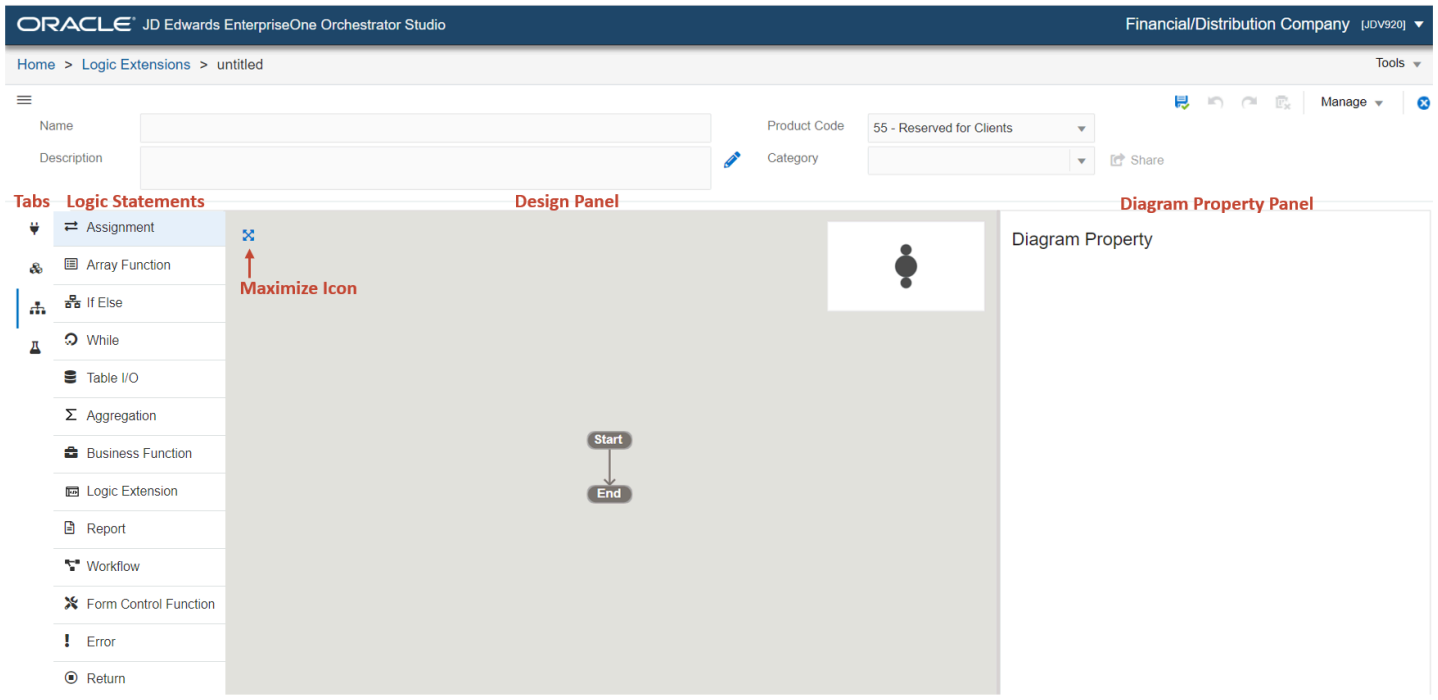 ORACLE JD Edwards EnterpriseOne Orchestrator Studio
Financial/Distribution Company [JDV920]
Home > Logic Extensions > untitled
Tools
Manage
Name
Product Code
55 - Reserved for Clients
Description
Category
Share
Tabs
Logic Statements
Design Panel
Diagram Property Panel
Assignment
Array Function
If Else
While
Table I/O
Aggregation
Business Function
Logic Extension
Report
Workflow
Form Control Function
Error
Return
Maximize Icon
Start
End
Diagram Property